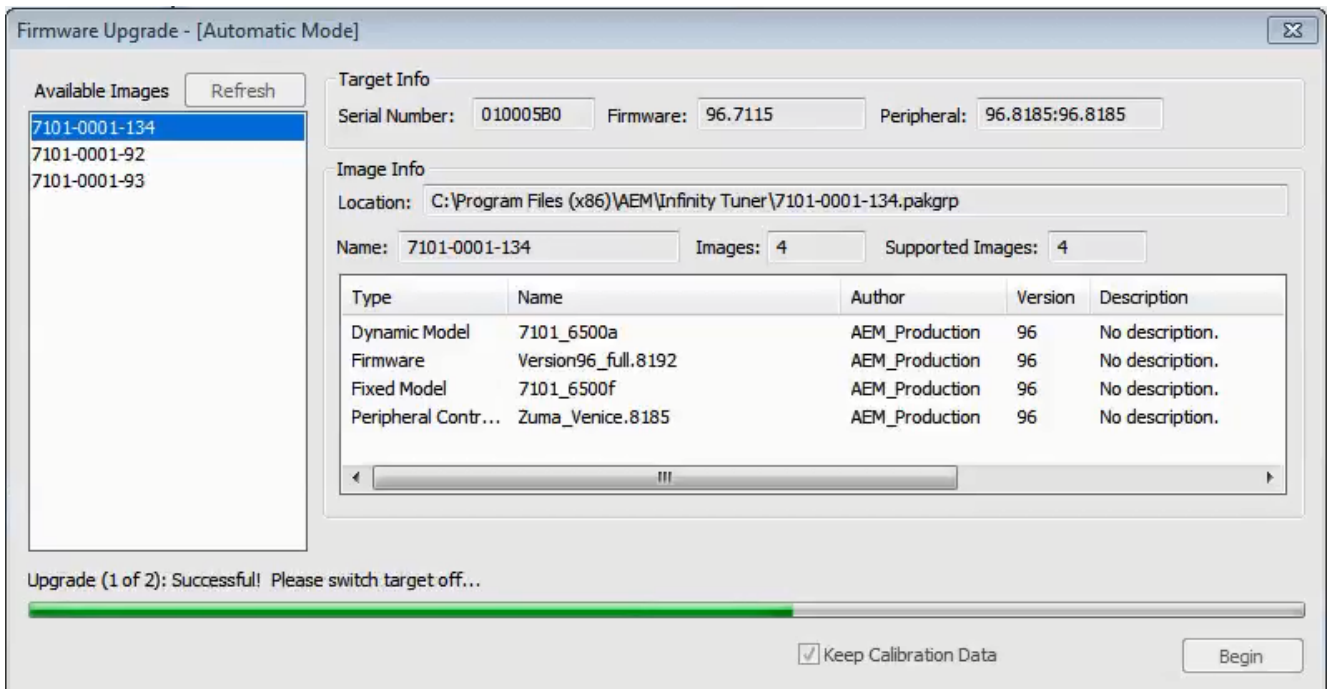 Firmware Upgrade - [Automatic Mode]
Available Images Refresh
7101-0001-134
7101-0001-92
7101-0001-93
Target Info
Serial Number: 010005B0 Firmware: 96.7115 Peripheral: 96.8185:96.8185
Image Info
Location: C:\Program Files (x86)\AEM\Infinity Tuner\7101-0001-134.pakgrp
Name: 7101-0001-134 Images: 4 Supported Images: 4
Type Name Author Version Description
Dynamic Model 7101_6500a AEM_Production 96 No description.
Firmware Version96_full.8192 AEM_Production 96 No description.
Fixed Model 7101_6500f AEM_Production 96 No description.
Peripheral Contr... Zuma_Venice.8185 AEM_Production 96 No description.
Upgrade (1 of 2): Successful! Please switch target off...
Keep Calibration Data
Begin